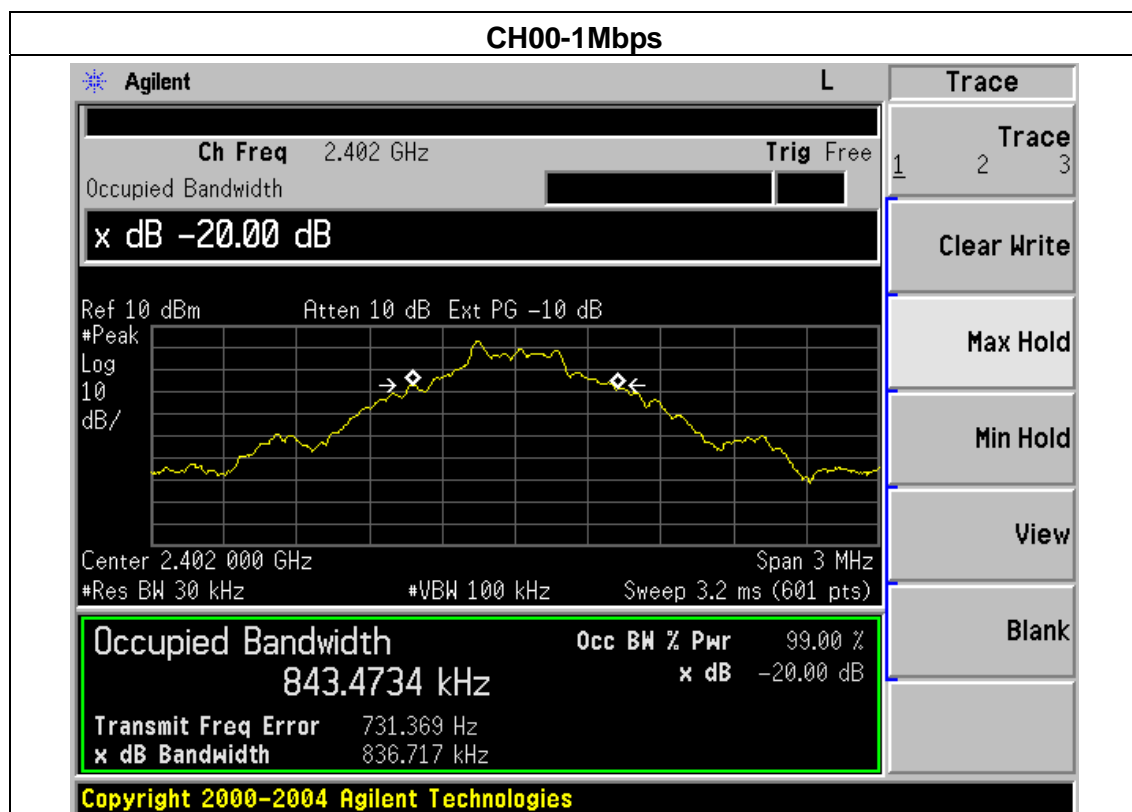 CH00-1Mbps
Agilent L Trace
Ch Freq 2.402 GHz Trig Free
Occupied Bandwidth
x dB -20.00 dB
Ref 10 dBm Atten 10 dB Ext PG -10 dB
#Peak
Log
10
dB/
Center 2.402 000 GHz Span 3 MHz
#Res BW 30 kHz #VBW 100 kHz Sweep 3.2 ms (601 pts)
Occupied Bandwidth Occ BW % Pwr 99.00 %
843.4734 kHz x dB -20.00 dB
Transmit Freq Error 731.369 Hz
x dB Bandwidth 836.717 kHz
Copyright 2000-2004 Agilent Technologies
Trace
1 2 3
Clear Write
Max Hold
Min Hold
View
Blank